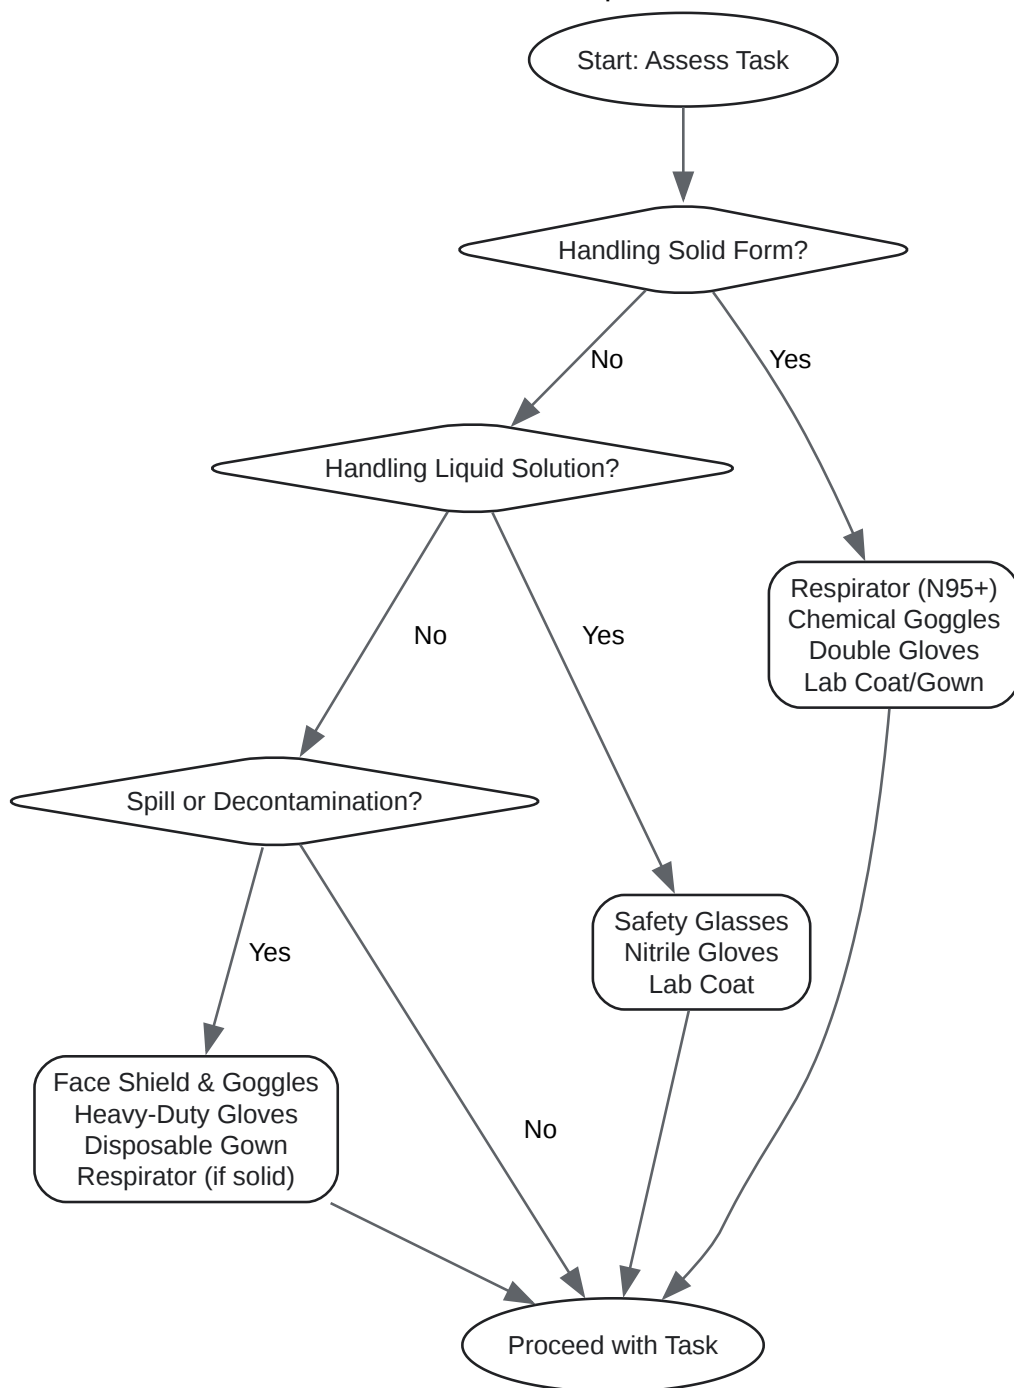 Start: Assess Task
Handling Solid Form?
No
Yes
Handling Liquid Solution?
No
Yes
Respirator (N95+)
Chemical Goggles
Double Gloves
Lab Coat/Gown
Spill or Decontamination?
Yes
No
Safety Glasses
Nitrile Gloves
Lab Coat
Face Shield & Goggles
Heavy-Duty Gloves
Disposable Gown
Respirator (if solid)
Proceed with Task